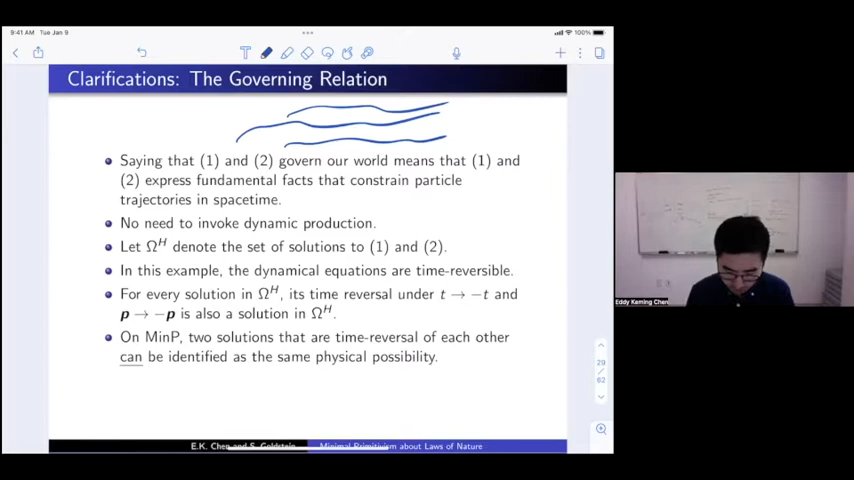 9:41 AM Tue Jan 9
100%
Clarifications: The Governing Relation
Saying that (1) and (2) govern our world means that (1) and
(2) express fundamental facts that constrain particle
trajectories in spacetime.
No need to invoke dynamic production.
Let Ω^H denote the set of solutions to (1) and (2).
In this example, the dynamical equations are time-reversible.
For every solution in Ω^H, its time reversal under t → −t and
p → −p is also a solution in Ω^H.
On MinP, two solutions that are time-reversal of each other
can be identified as the same physical possibility.
29
/
62
E.K. Chen and S. Goldstein
Minimal Primitivism about Laws of Nature
Eddy Keming Chen